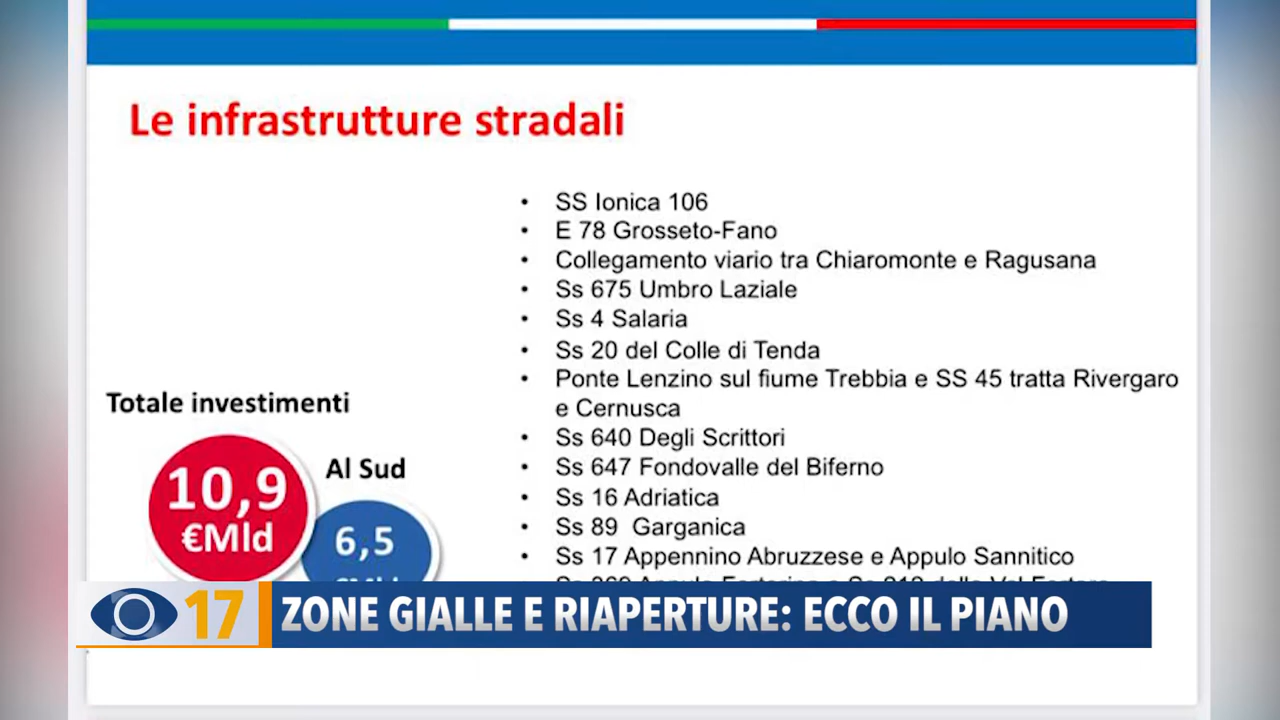 Le infrastrutture stradali
• SS Ionica 106
• E 78 Grosseto-Fano
• Collegamento viario tra Chiaromonte e Ragusana
• Ss 675 Umbro Laziale
• Ss 4 Salaria
• Ss 20 del Colle di Tenda
• Ponte Lenzino sul fiume Trebbia e SS 45 tratta Rivergaro
e Cernusca
• Ss 640 Degli Scrittori
• Ss 647 Fondovalle del Biferno
• Ss 16 Adriatica
• Ss 89 Garganica
• Ss 17 Appennino Abruzzese e Appulo Sannitico
Totale investimenti
10,9
€Mld
Al Sud
6,5
17
ZONE GIALLE E RIAPERTURE: ECCO IL PIANO